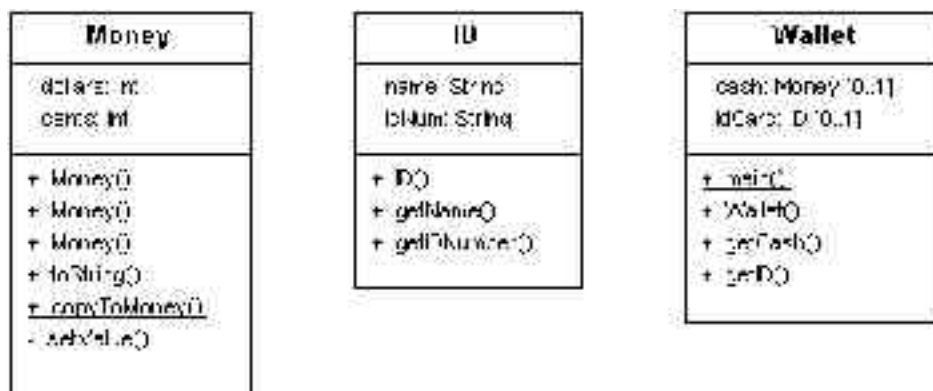 Money
dollars: int
cents: int
+ Money()
+ Money()
+ Money()
+ toString()
+ copyToMoney()
- setValue()
ID
name: String
idNum: String
+ ID()
+ getName()
+ getIDNumber()
Wallet
cash: Money [0..1]
idCard: ID [0..1]
+ main()
+ Wallet()
+ getCash()
+ getID()